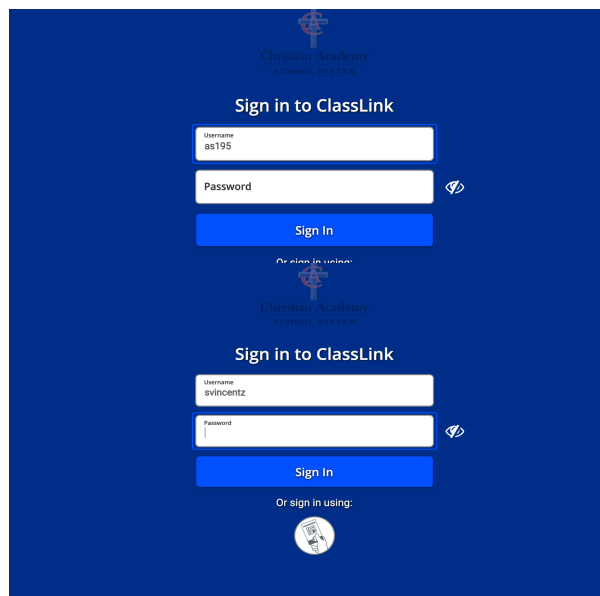 Christian Academy
SCHOOL SYSTEM
Sign in to ClassLink
Username
as195
Password
Sign In
Or sign in using:
Christian Academy
SCHOOL SYSTEM
Sign in to ClassLink
Username
svincentz
Password
Sign In
Or sign in using: